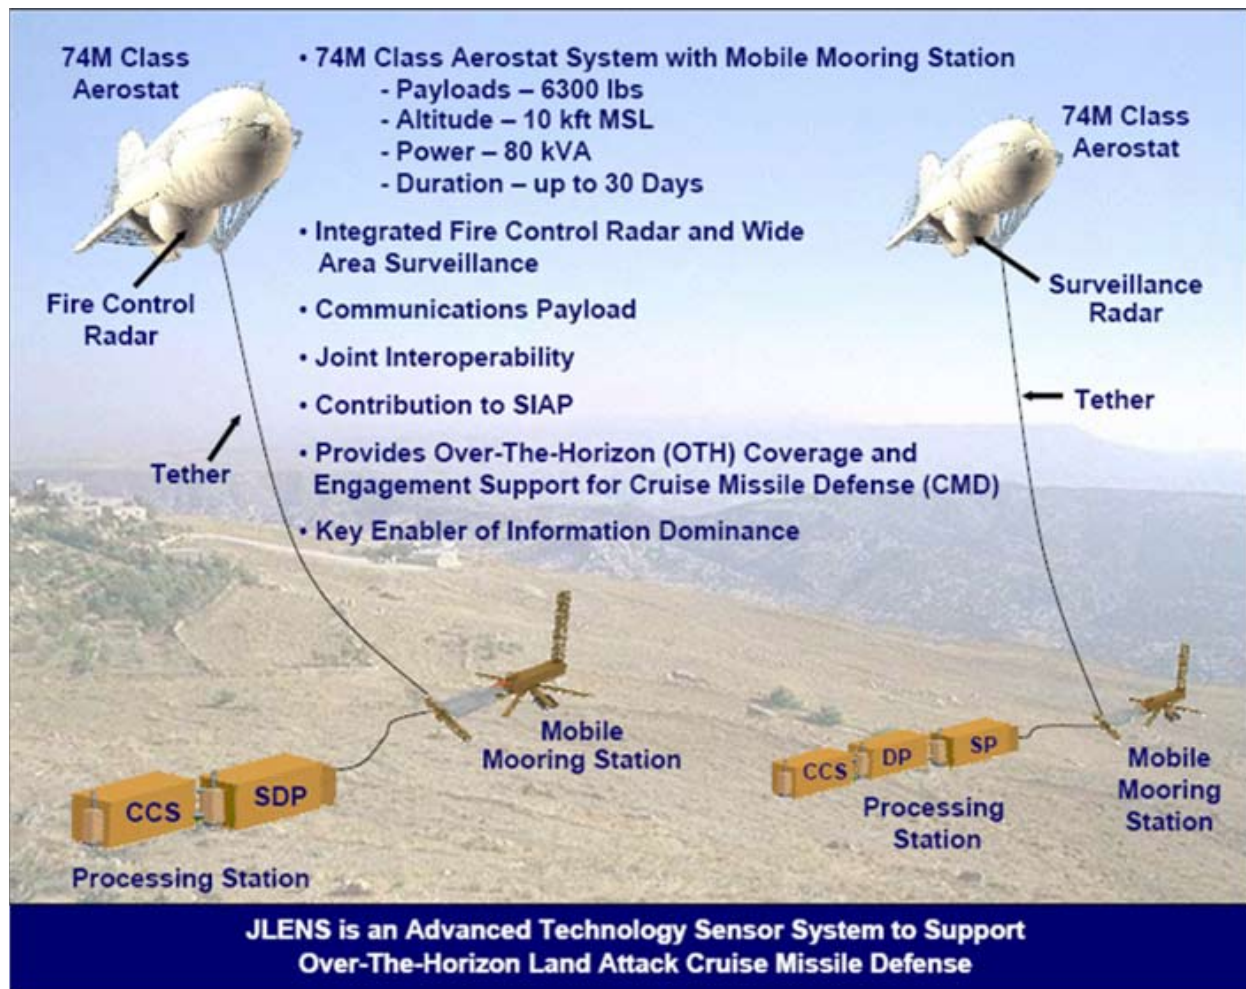 74M Class
Aerostat
• 74M Class Aerostat System with Mobile Mooring Station
- Payloads – 6300 lbs
- Altitude – 10 kft MSL
- Power – 80 kVA
- Duration – up to 30 Days
• Integrated Fire Control Radar and Wide
Area Surveillance
• Communications Payload
• Joint Interoperability
• Contribution to SIAP
• Provides Over-The-Horizon (OTH) Coverage and
Engagement Support for Cruise Missile Defense (CMD)
• Key Enabler of Information Dominance
74M Class
Aerostat
Fire Control
Radar
Surveillance
Radar
Tether
Tether
Mobile
Mooring Station
CCS
SDP
Processing Station
CCS
DP
SP
Processing
Station
Mobile
Mooring
Station
JLENS is an Advanced Technology Sensor System to Support
Over-The-Horizon Land Attack Cruise Missile Defense